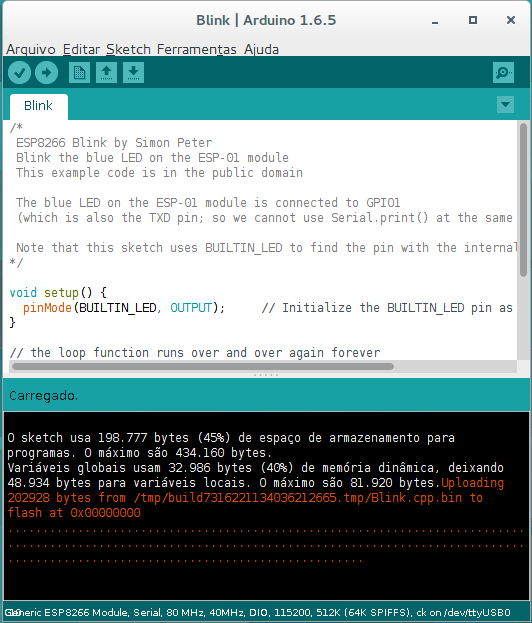 Blink | Arduino 1.6.5
Arquivo Editar Sketch Ferramentas Ajuda
Blink
/*
ESP8266 Blink by Simon Peter
Blink the blue LED on the ESP-01 module
This example code is in the public domain
The blue LED on the ESP-01 module is connected to GPIO1
(which is also the TXD pin; so we cannot use Serial.print() at the same
Note that this sketch uses BUILTIN_LED to find the pin with the internal
*/
void setup() {
pinMode(BUILTIN_LED, OUTPUT); // Initialize the BUILTIN_LED pin as
}
// the loop function runs over and over again forever
Carregado.
O sketch usa 198.777 bytes (45%) de espaço de armazenamento para
programas. O máximo são 434.160 bytes.
Variáveis globais usam 32.986 bytes (40%) de memória dinâmica, deixando
48.934 bytes para variáveis locais. O máximo são 81.920 bytes.Uploading
202928 bytes from /tmp/build7316221134036212665.tmp/Blink.cpp.bin to
flash at 0x00000000
Generic ESP8266 Module, Serial, 80 MHz, 40MHz, DIO, 115200, 512K (64K SPIFFS), ck on /dev/ttyUSB0